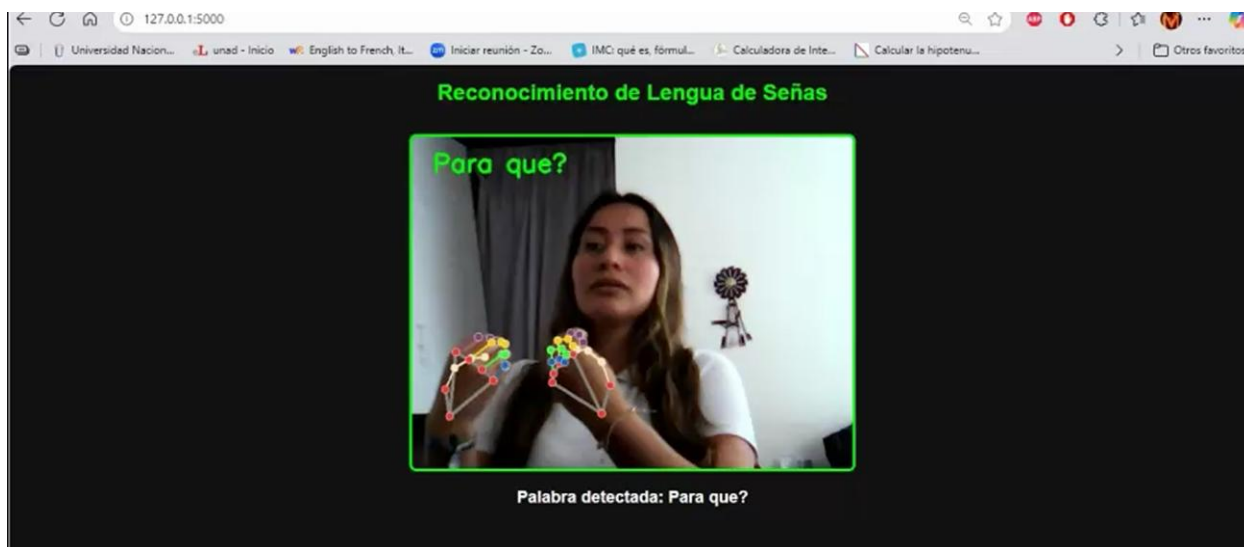 127.0.0.1:5000
Universidad Nacion... unad - Inicio English to French, It... Iniciar reunión - Zo... IMC: qué es, fórmul... Calculadora de Inte... Calcular la hipotenu... Otros favoritos
Reconocimiento de Lengua de Señas
Para que?
Palabra detectada: Para que?